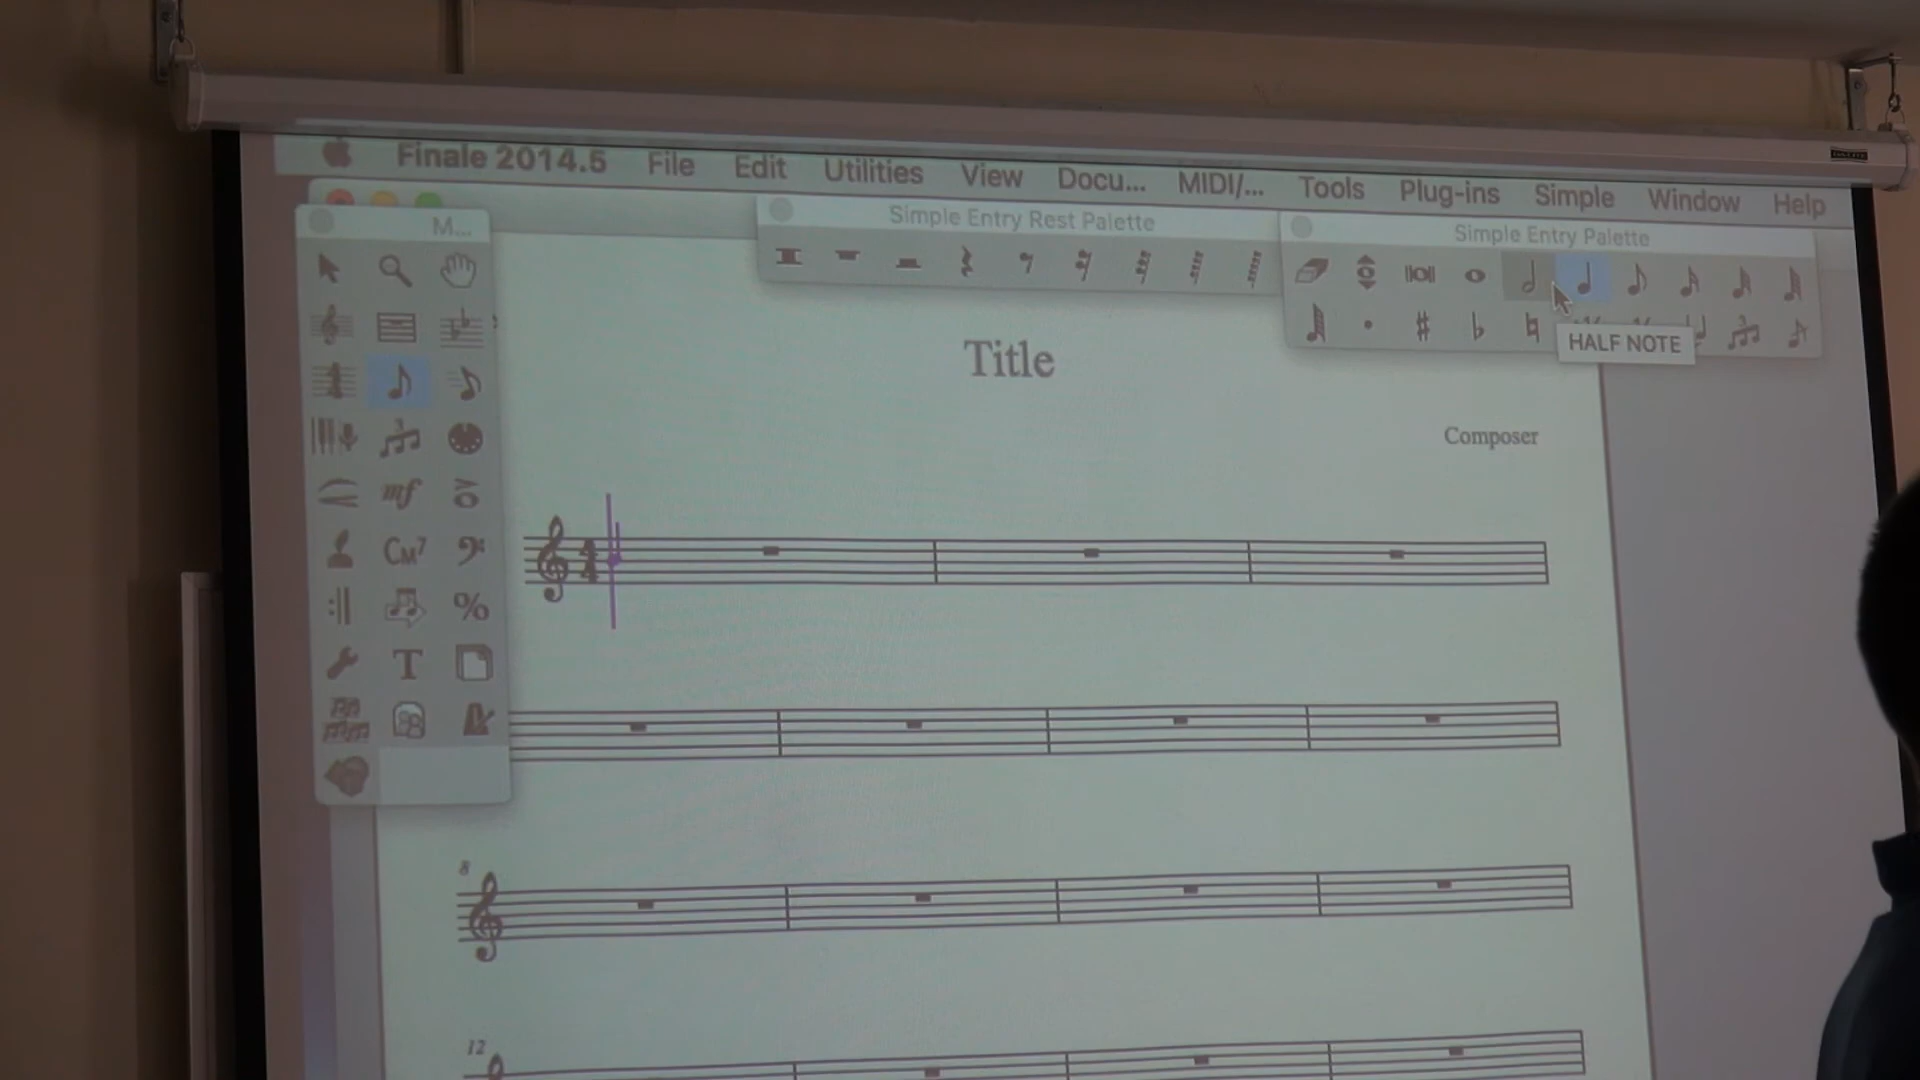 Finale 2014.5 File Edit Utilities View Docu... MIDI/... Tools Plug-ins Simple Window Help
M...
Simple Entry Rest Palette
Simple Entry Palette
HALF NOTE
Title
Composer
mf
CM7
T
8
12